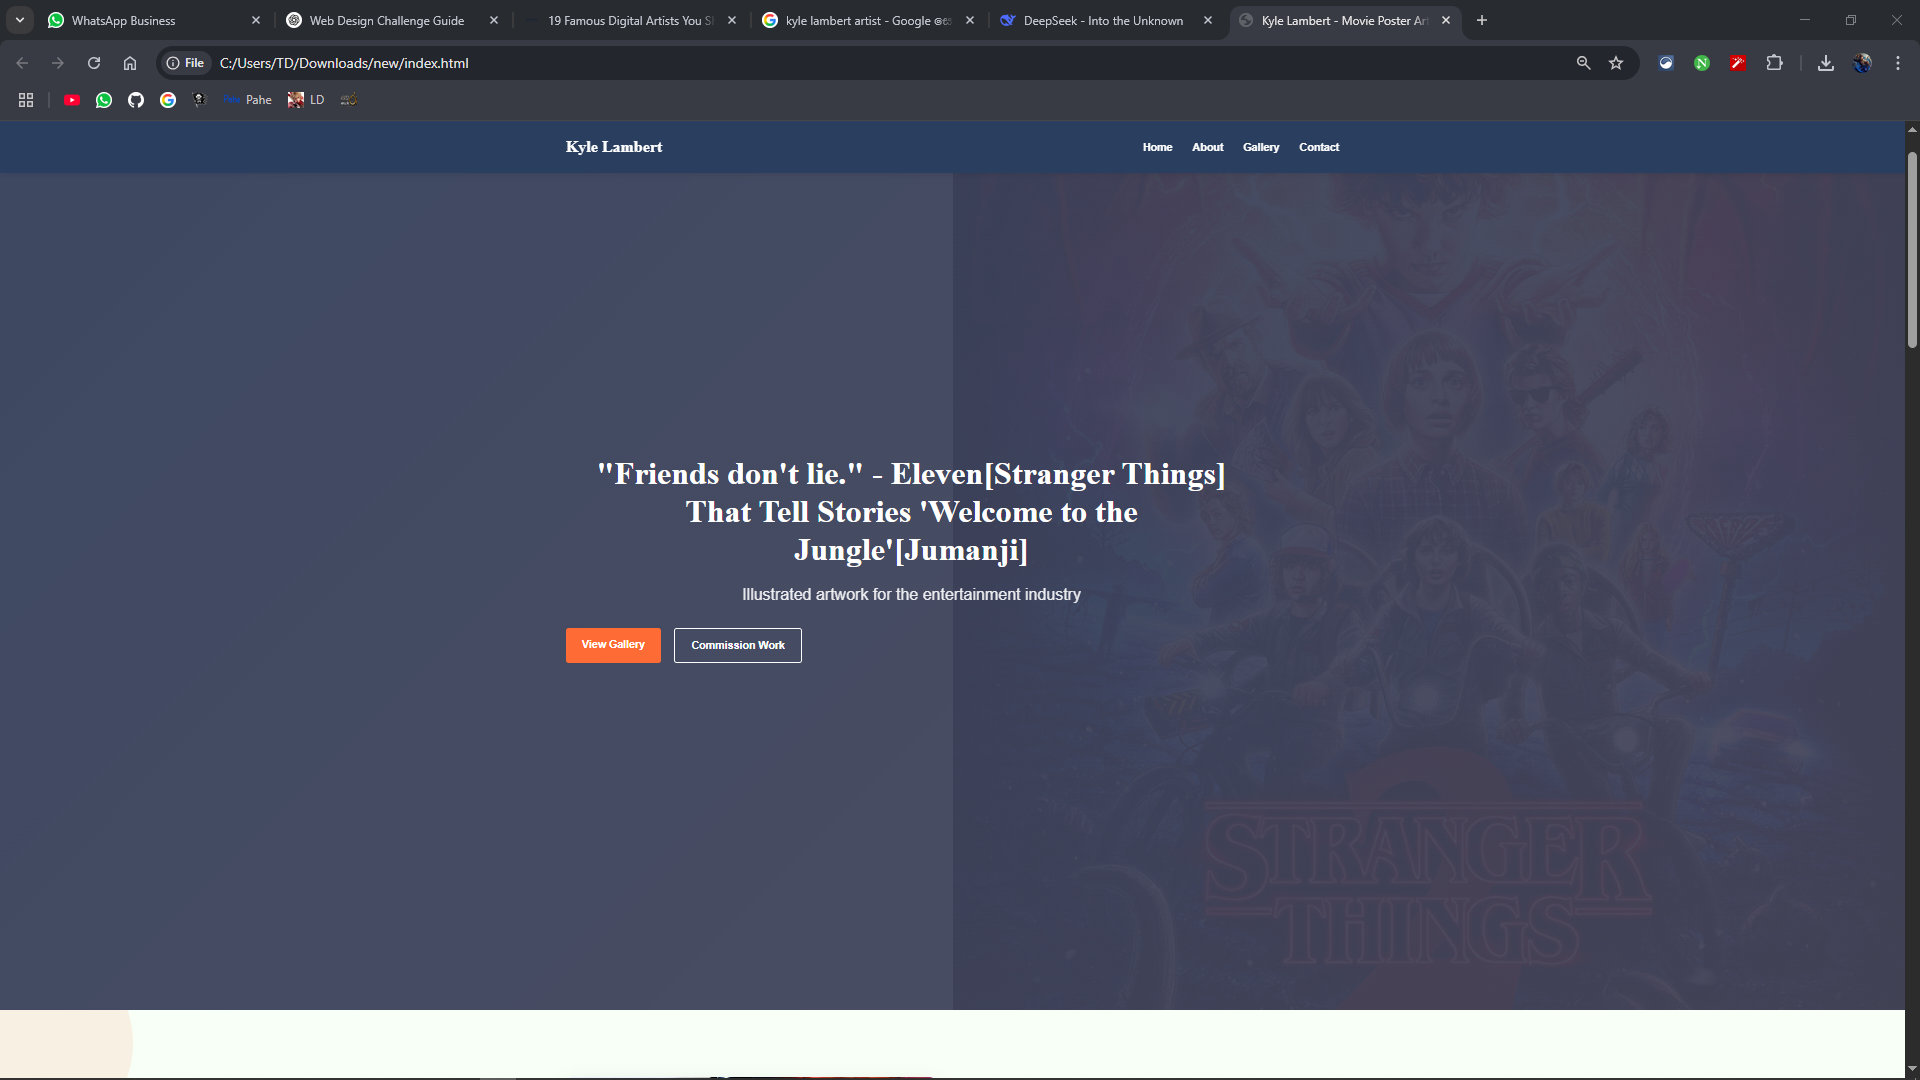 WhatsApp Business
Web Design Challenge Guide
19 Famous Digital Artists You S
kyle lambert artist - Google
DeepSeek - Into the Unknown
Kyle Lambert - Movie Poster Ar
File
C:/Users/TD/Downloads/new/index.html
Pahe
LD
Kyle Lambert
Home
About
Gallery
Contact
"Friends don't lie." - Eleven[Stranger Things]
That Tell Stories 'Welcome to the
Jungle'[Jumanji]
Illustrated artwork for the entertainment industry
View Gallery
Commission Work
STRANGER
THINGS
2